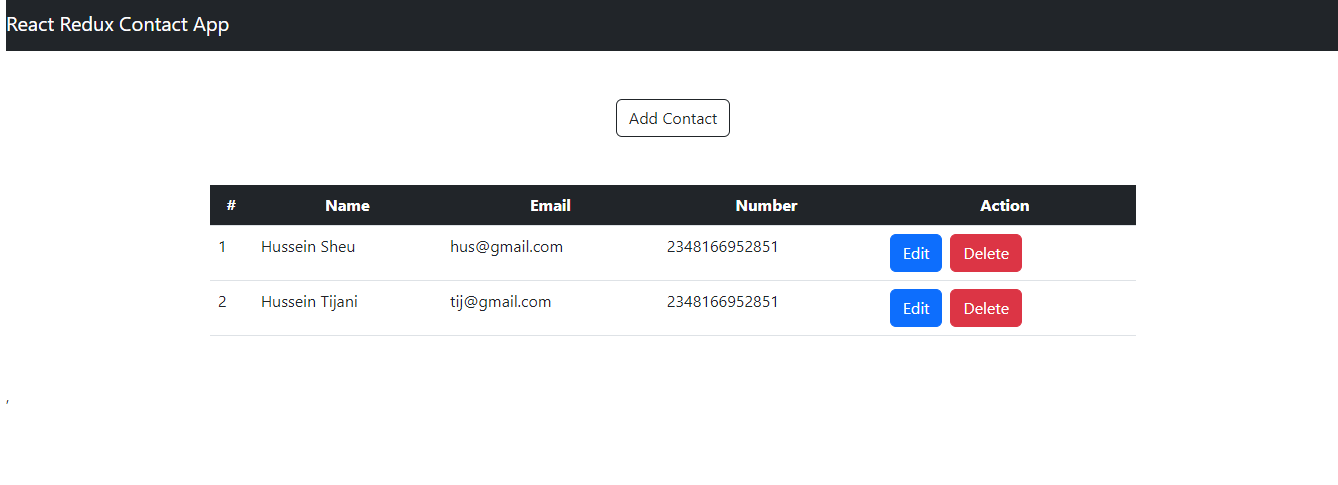 React Redux Contact App
Add Contact
# Name Email Number Action
1 Hussein Sheu hus@gmail.com 2348166952851 Edit Delete
2 Hussein Tijani tij@gmail.com 2348166952851 Edit Delete
,